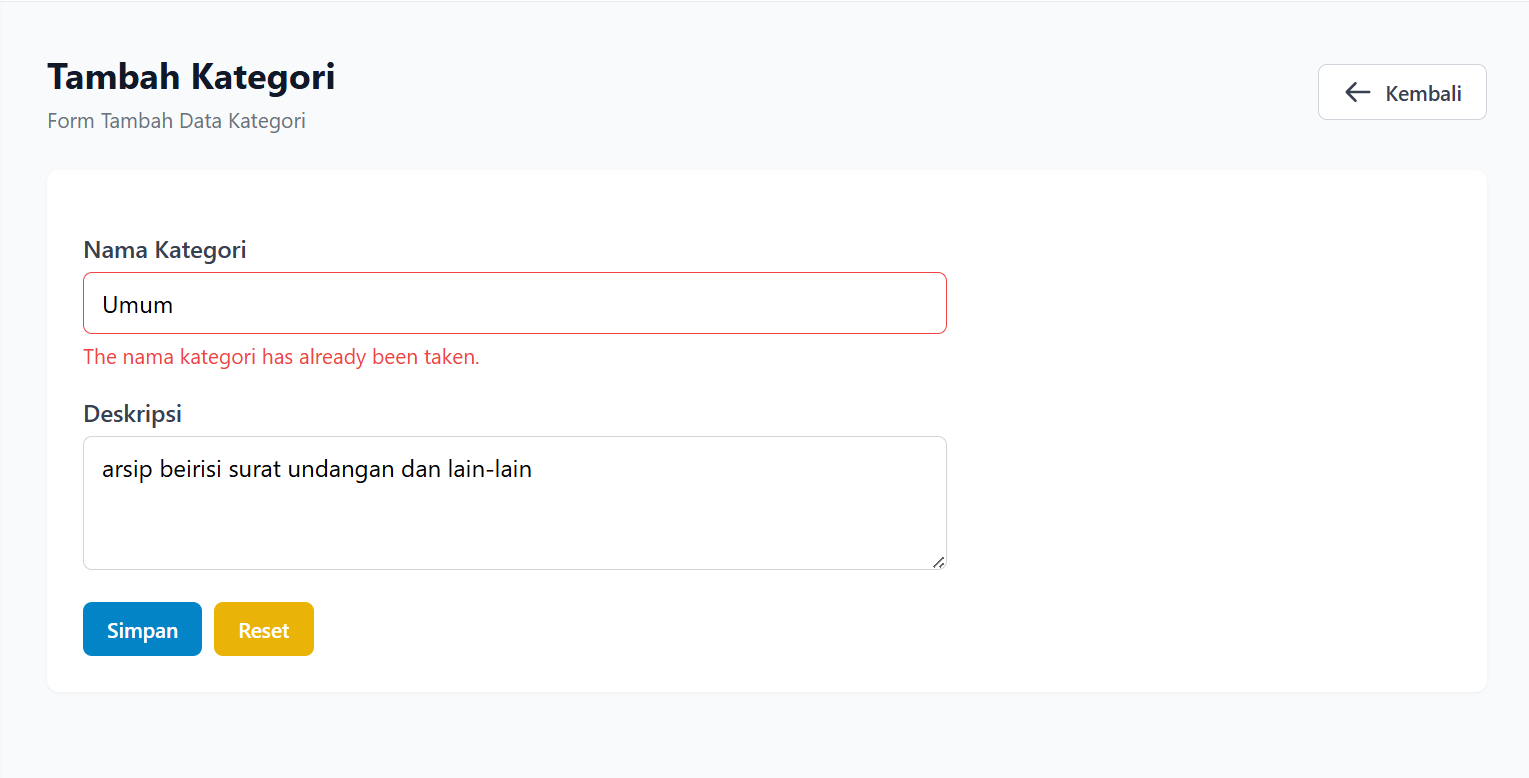 Tambah Kategori
Form Tambah Data Kategori
Kembali
Nama Kategori
Umum
The nama kategori has already been taken.
Deskripsi
arsip beirisi surat undangan dan lain-lain
Simpan
Reset